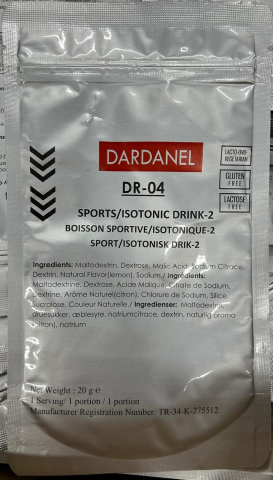 DARDANEL
LACTO-OVO-
VEGETARIAN
DR-04
GLUTEN
FREE
LACTOSE
FREE
SPORTS/ISOTONIC DRINK-2
BOISSON SPORTIVE/ISOTONIQUE-2
SPORT/ISOTONISK DRIK-2
Ingredients: Maltodextrin, Dextrose, Malic Acid, Sodium Citrate,
Dextrin, Natural Flavor(lemon), Sodium./ Ingrédients:
Maltodextrine, Dextrose, Acide Malique, Citrate de Sodium,
Dextrine, Arôme Naturel(citron), Chlorure de Sodium, Silice,
Sucralose, Couleur Naturelle./ Ingredienser: Maltodextrin,
druesukker, æblesyre, natriumcitrace, dextrin, naturlig aroma
(citron), natrium
Net Weight : 20 g e
1 Serving/ 1 portion / 1 portion
Manufacturer Registration Number: TR-34-K-275512